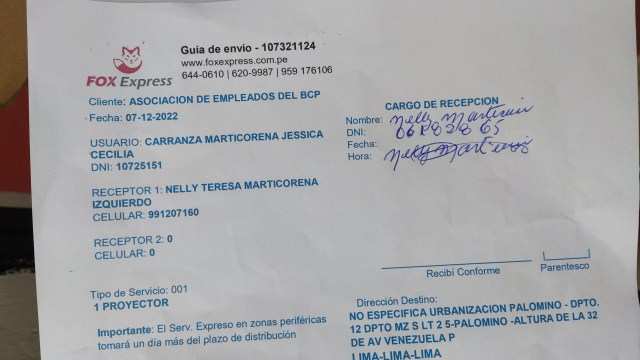 FOX Express
Guia de envio - 107321124
www.foxexpress.com.pe
644-0610 | 620-9987 | 959 176106
Cliente: ASOCIACION DE EMPLEADOS DEL BCP
Fecha: 07-12-2022
USUARIO: CARRANZA MARTICORENA JESSICA
CECILIA
DNI: 10725151
RECEPTOR 1: NELLY TERESA MARTICORENA
IZQUIERDO
CELULAR: 991207160
RECEPTOR 2: 0
CELULAR: 0
Tipo de Servicio: 001
1 PROYECTOR
Importante: El Serv. Expreso en zonas periféricas
tomará un día más del plazo de distribución
CARGO DE RECEPCION
Nombre: Nelly
DNI:
Fecha:
Hora: Nelly
Recibí Conforme
Parentesco
Dirección Destino:
NO ESPECIFICA URBANIZACION PALOMINO - DPTO.
12 DPTO MZ S LT 2 5-PALOMINO -ALTURA DE LA 32
DE AV VENEZUELA P
LIMA-LIMA-LIMA